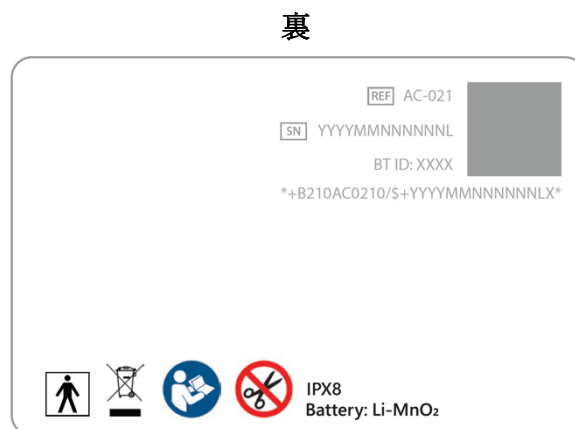 裏
REF AC-021
SN YYYYMMNNNNNNL
BT ID: XXXX
*+B210AC0210/$+YYYYMMNNNNNNLX*
IPX8
Battery: Li-MnO₂